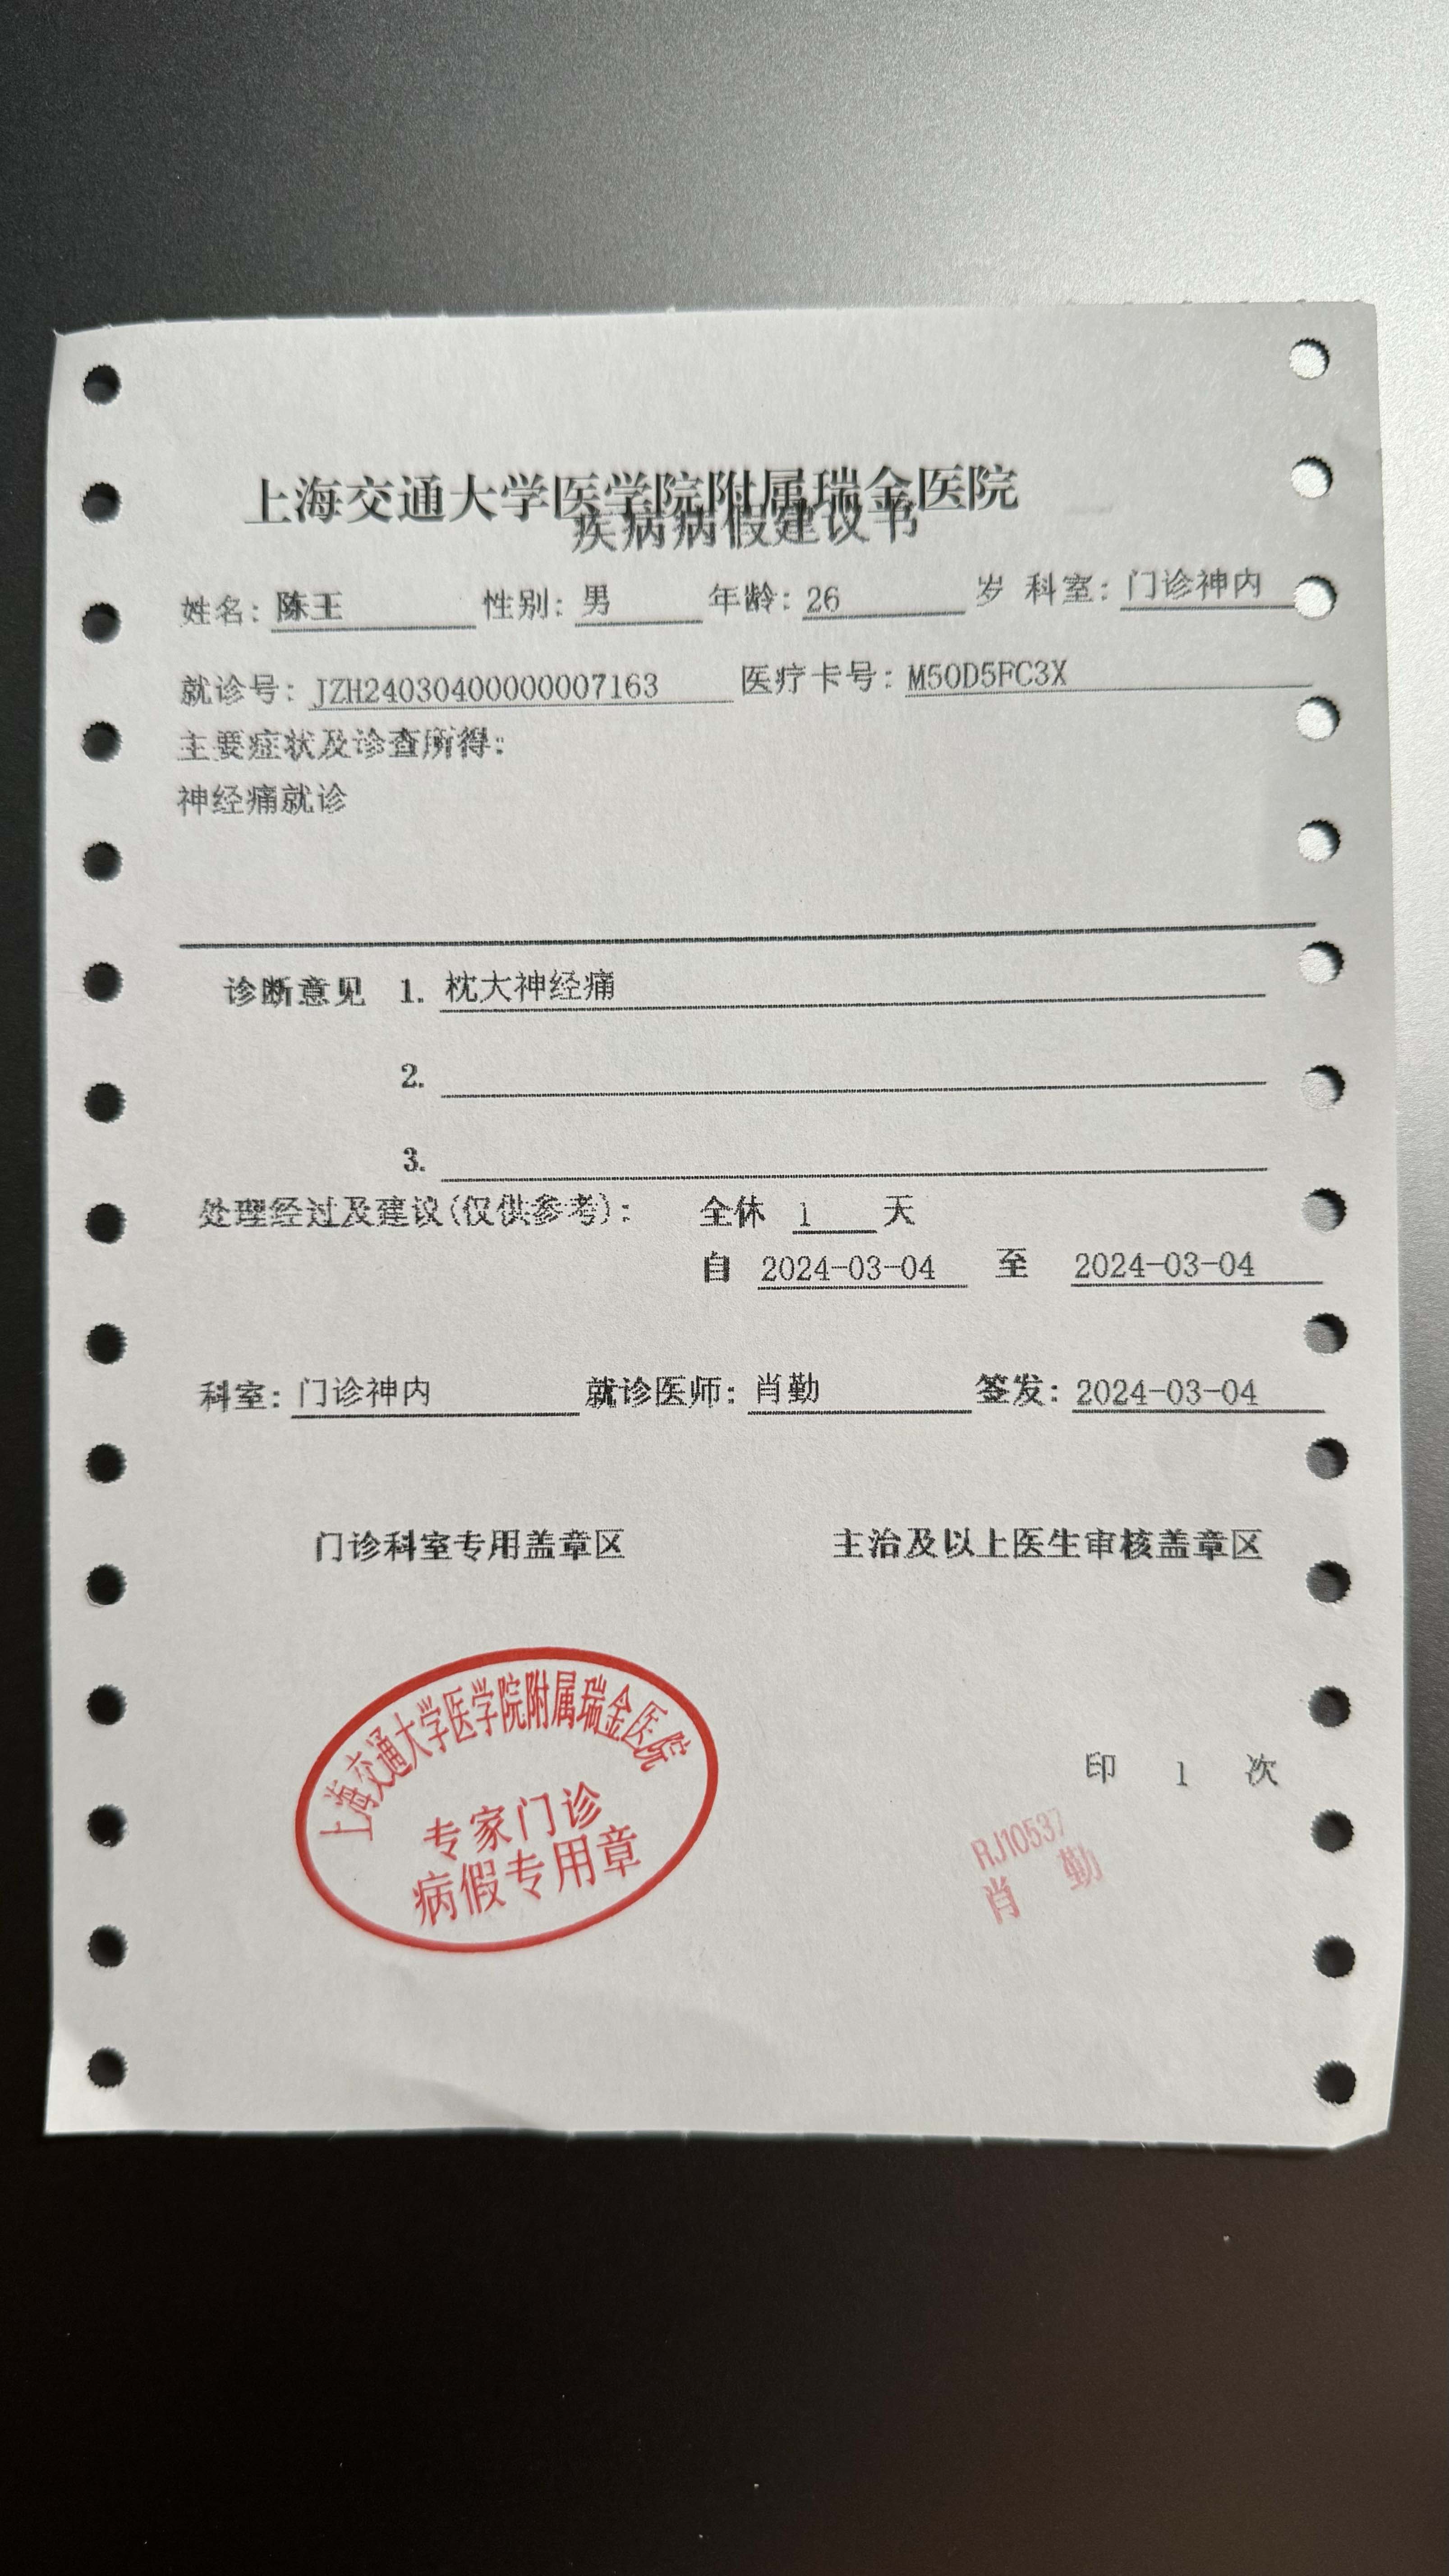 上海交通大学医学院附属瑞金医院
疾病病假建议书
姓名: 陈王 性别: 男 年龄: 26 岁 科室: 门诊神内
就诊号: JZH24030400000007163 医疗卡号: M50D5FC3X
主要症状及诊查所得:
神经痛就诊
诊断意见 1. 枕大神经痛
2.
3.
处理经过及建议(仅供参考): 全休 1 天
自 2024-03-04 至 2024-03-04
科室: 门诊神内 就诊医师: 肖勤 签发: 2024-03-04
门诊科室专用盖章区 主治及以上医生审核盖章区
上海交通大学医学院附属瑞金医院
专家门诊
病假专用章
印 1 次
RJ10537
肖勤